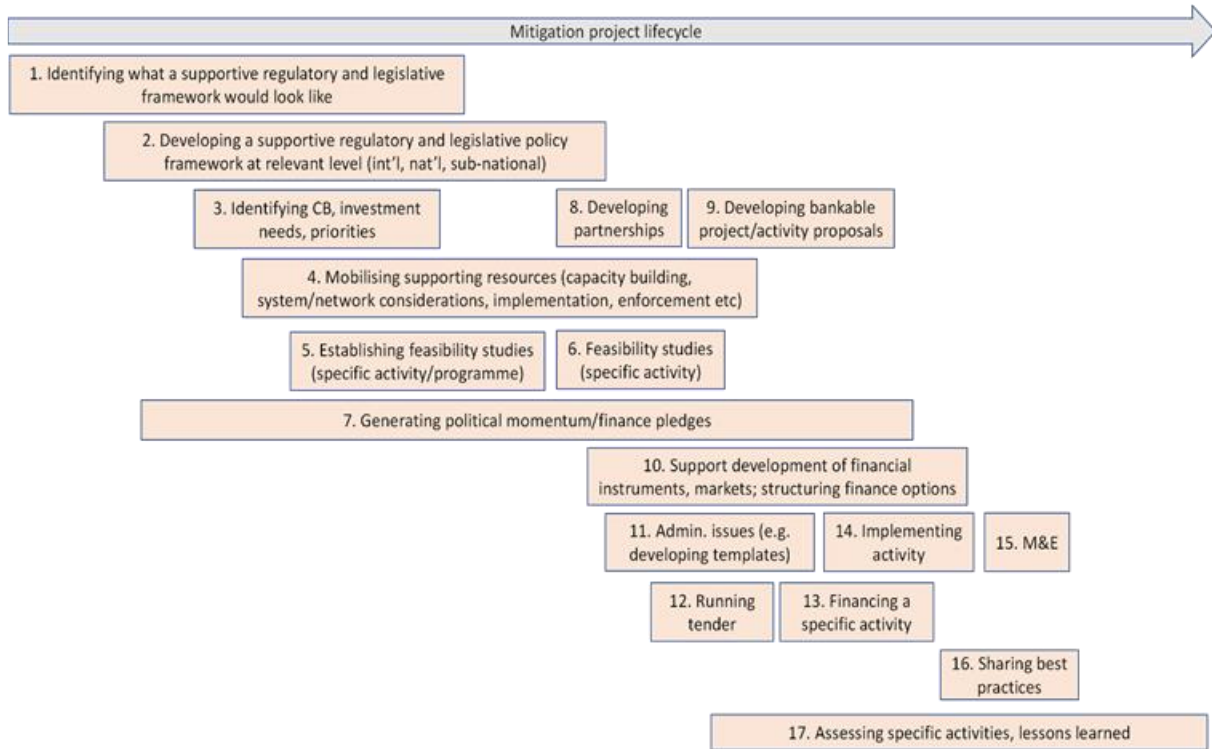 Mitigation project lifecycle
1. Identifying what a supportive regulatory and legislative
framework would look like
2. Developing a supportive regulatory and legislative policy
framework at relevant level (int'l, nat'l, sub-national)
3. Identifying CB, investment
needs, priorities
8. Developing
partnerships
9. Developing bankable
project/activity proposals
4. Mobilising supporting resources (capacity building,
system/network considerations, implementation, enforcement etc)
5. Establishing feasibility studies
(specific activity/programme)
6. Feasibility studies
(specific activity)
7. Generating political momentum/finance pledges
10. Support development of financial
instruments, markets; structuring finance options
11. Admin. issues (e.g.
developing templates)
14. Implementing
activity
15. M&E
12. Running
tender
13. Financing a
specific activity
16. Sharing best
practices
17. Assessing specific activities, lessons learned